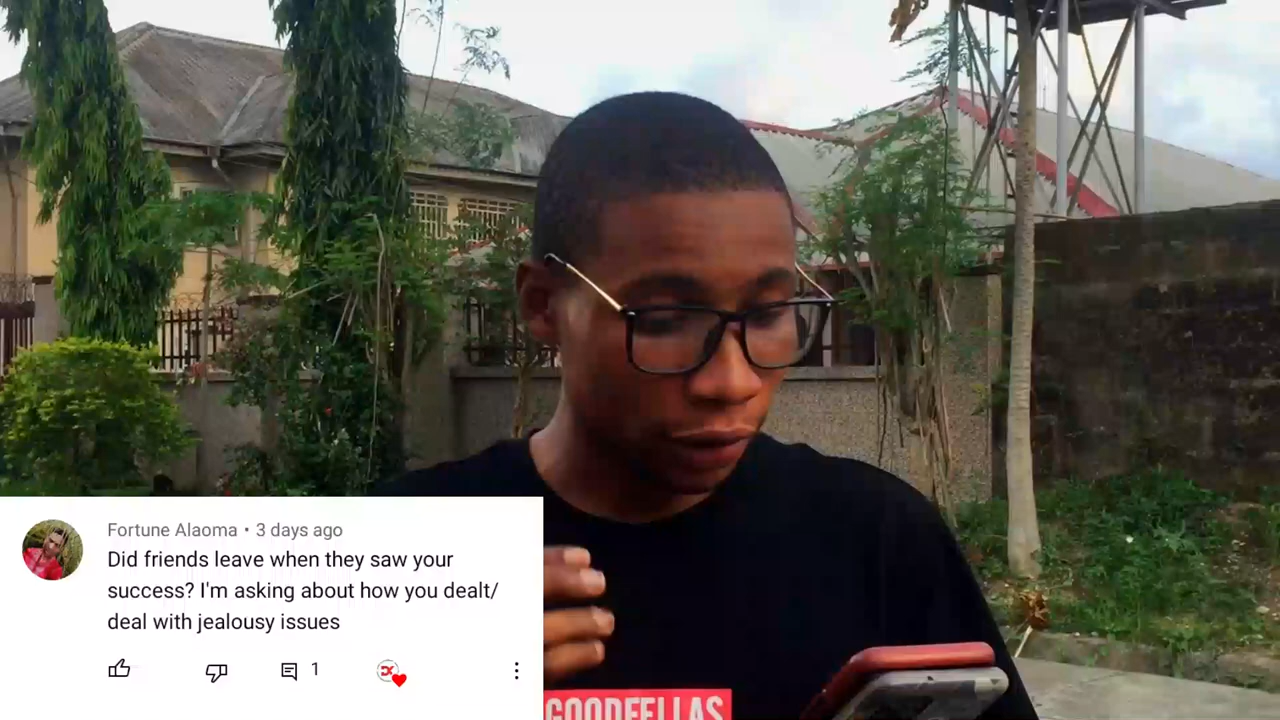 Fortune Alaoma • 3 days ago
Did friends leave when they saw your
success? I'm asking about how you dealt/
deal with jealousy issues
1
GOODFELLAS